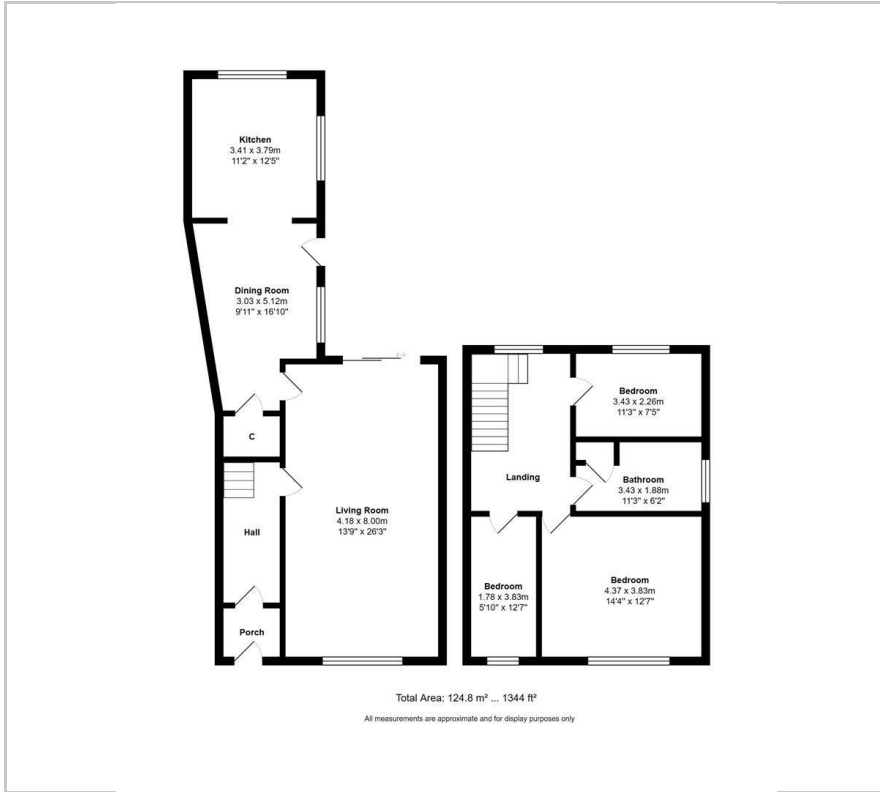 Kitchen
3.41 x 3.79m
11'2" x 12'5"
Dining Room
3.03 x 5.12m
9'11" x 16'10"
C
Hall
Porch
Living Room
4.18 x 8.00m
13'9" x 26'3"
Landing
Bedroom
3.43 x 2.26m
11'3" x 7'5"
Bathroom
3.43 x 1.88m
11'3" x 6'2"
Bedroom
1.78 x 3.83m
5'10" x 12'7"
Bedroom
4.37 x 3.83m
14'4" x 12'7"
Total Area: 124.8 m² ... 1344 ft²
All measurements are approximate and for display purposes only